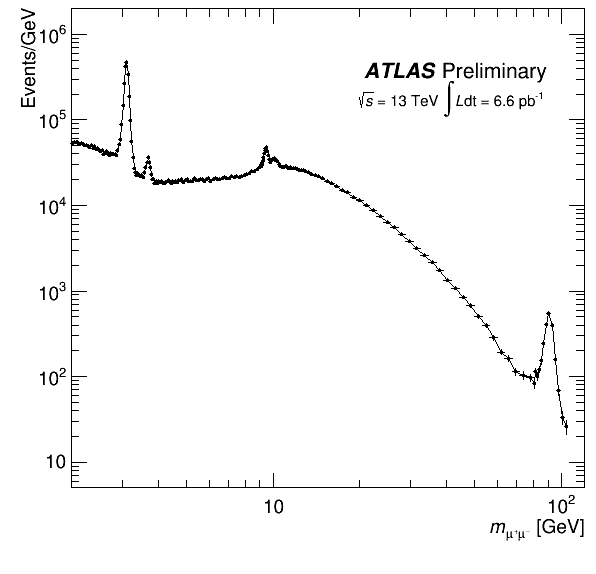 Events/GeV
10⁶
10⁵
10⁴
10³
10²
10
ATLAS Preliminary
√s = 13 TeV ∫ Ldt = 6.6 pb⁻¹
10
10²
m_μ⁺μ⁻ [GeV]